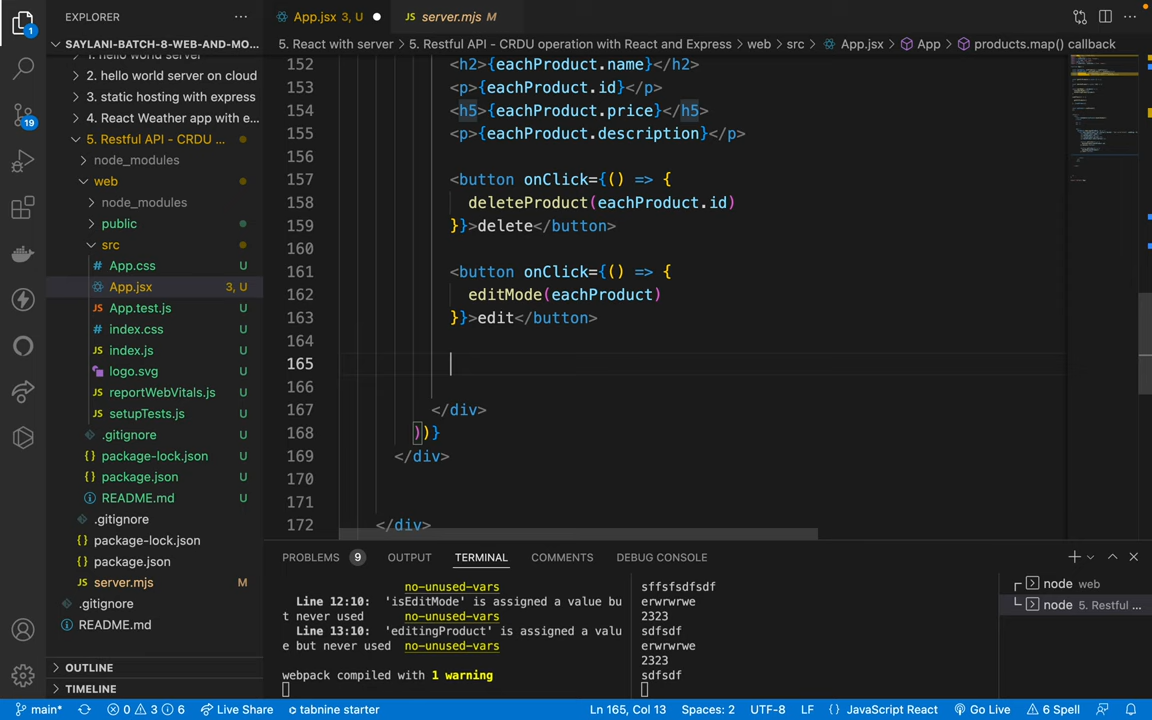 EXPLORER
App.jsx 3, U
JS server.mjs M
SAYLANI-BATCH-8-WEB-AND-MO...
5. React with server > 5. Restful API - CRDU operation with React and Express > web > src > App.jsx > App > products.map() callback
2. hello world server on cloud
3. static hosting with express
4. React Weather app with e...
5. Restful API - CRDU ...
node_modules
web
node_modules
public
src
# App.css U
App.jsx 3, U
JS App.test.js U
# index.css U
JS index.js U
logo.svg U
JS reportWebVitals.js U
JS setupTests.js U
.gitignore U
{} package-lock.json U
{} package.json U
README.md U
.gitignore
{} package-lock.json
{} package.json
JS server.mjs M
.gitignore
README.md
OUTLINE
TIMELINE
1
19
152 <h2>{eachProduct.name}</h2>
153 <p>{eachProduct.id}</p>
154 <h5>{eachProduct.price}</h5>
155 <p>{eachProduct.description}</p>
156
157 <button onClick={() => {
158 deleteProduct(eachProduct.id)
159 }}>delete</button>
160
161 <button onClick={() => {
162 editMode(eachProduct)
163 }}>edit</button>
164
165
166
167 </div>
168 ))}
169 </div>
170
171
172 </div>
PROBLEMS 9 OUTPUT TERMINAL COMMENTS DEBUG CONSOLE
no-unused-vars
Line 12:10: 'isEditMode' is assigned a value bu
t never used no-unused-vars
Line 13:10: 'editingProduct' is assigned a valu
e but never used no-unused-vars
webpack compiled with 1 warning
sffsfsdfsdf
erwrwrwe
2323
sdfsdf
erwrwrwe
2323
sdfsdf
node web
node 5. Restful ...
main* 0 3 6 Live Share tabnine starter Ln 165, Col 13 Spaces: 2 UTF-8 LF {} JavaScript React Go Live 6 Spell